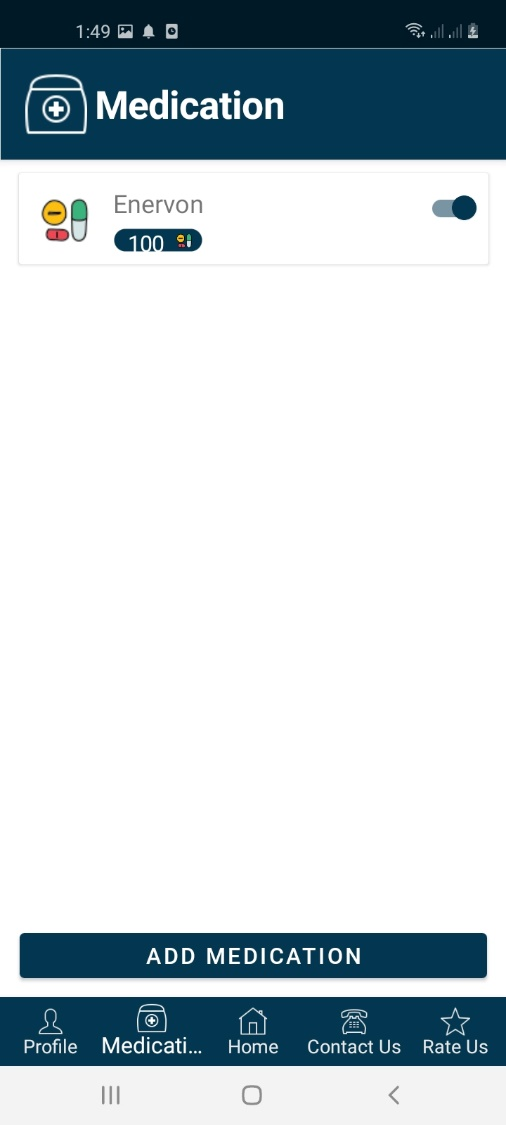 1:49
Medication
Enervon
100
ADD MEDICATION
Profile
Medicati...
Home
Contact Us
Rate Us